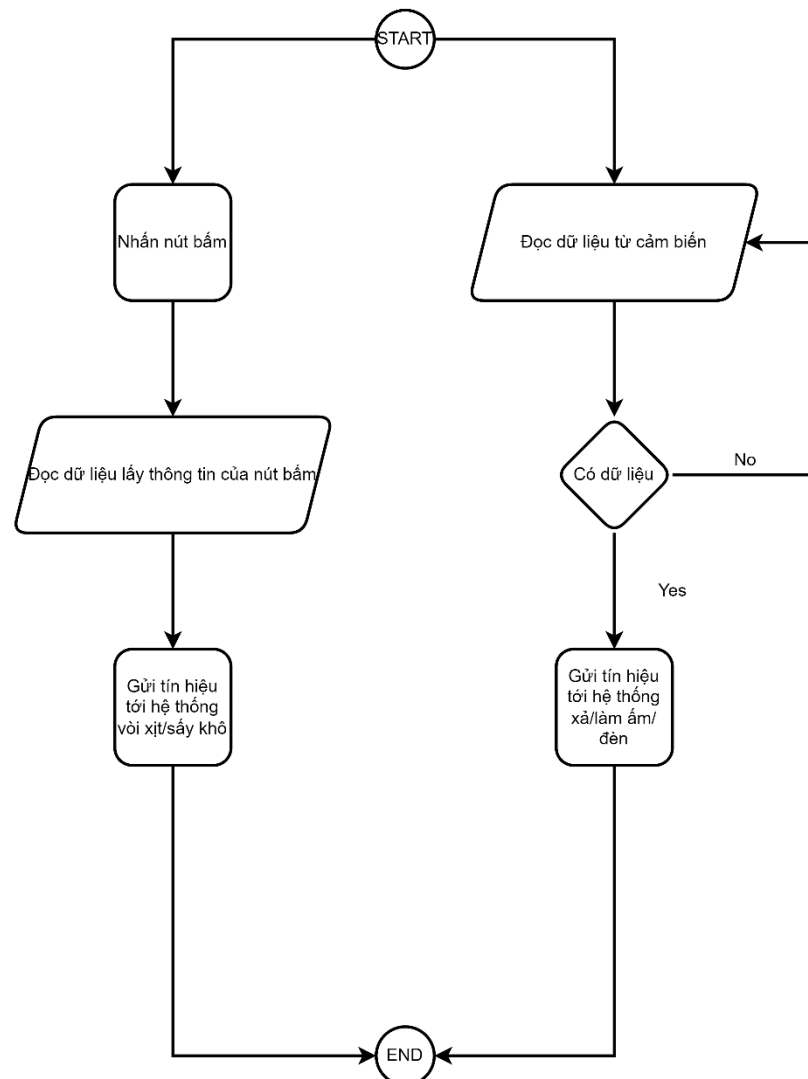 START
Nhấn nút bấm
Đọc dữ liệu từ cảm biến
Đọc dữ liệu lấy thông tin của nút bấm
Có dữ liệu
No
Yes
Gửi tín hiệu
tới hệ thống
vòi xịt/sấy khô
Gửi tín hiệu
tới hệ thống
xả/làm ấm/
đèn
END